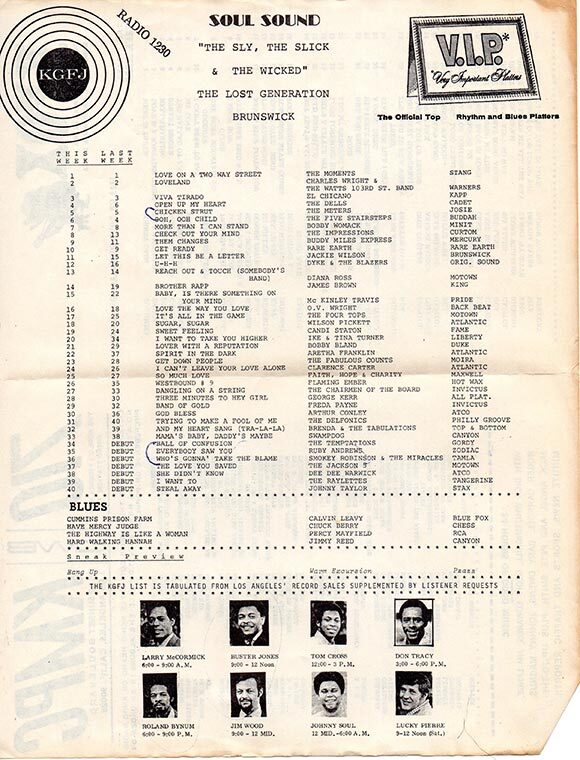 KGFJ
RADIO 1230
SOUL SOUND
"THE SLY, THE SLICK
& THE WICKED"
THE LOST GENERATION
BRUNSWICK
V.I.P.*
*Very Important Platters
The Official Top Rhythm and Blues Platters
THIS LAST
WEEK WEEK
1 1 LOVE ON A TWO WAY STREET THE MOMENTS STANG
2 2 LOVELAND CHARLES WRIGHT &
THE WATTS 103RD ST. BAND WARNERS
3 3 VIVA TIRADO EL CHICANO KAPP
4 6 OPEN UP MY HEART THE DELLS CADET
5 5 CHICKEN STRUT THE METERS JOSIE
6 4 OOH, OOH CHILD THE FIVE STAIRSTEPS BUDDAH
7 8 MORE THAN I CAN STAND BOBBY WOMACK MINIT
8 13 CHECK OUT YOUR MIND THE IMPRESSIONS CURTOM
9 11 THEM CHANGES BUDDY MILES EXPRESS MERCURY
10 9 GET READY RARE EARTH RARE EARTH
11 15 LET THIS BE A LETTER JACKIE WILSON BRUNSWICK
12 16 U-H-H DYKE & THE BLAZERS ORIG. SOUND
13 14 REACH OUT & TOUCH (SOMEBODY'S
HAND) DIANA ROSS MOTOWN
14 19 BROTHER RAPP JAMES BROWN KING
15 22 BABY, IS THERE SOMETHING ON
YOUR MIND Mc KINLEY TRAVIS PRIDE
16 18 LOVE THE WAY YOU LOVE O.V. WRIGHT BACK BEAT
17 25 IT'S ALL IN THE GAME THE FOUR TOPS MOTOWN
18 20 SUGAR, SUGAR WILSON PICKETT ATLANTIC
19 24 SWEET FEELING CANDI STATON FAME
20 34 I WANT TO TAKE YOU HIGHER IKE & TINA TURNER LIBERTY
21 29 LOVER WITH A REPUTATION BOBBY BLAND DUKE
22 37 SPIRIT IN THE DARK ARETHA FRANKLIN ATLANTIC
23 28 GET DOWN PEOPLE THE FABULOUS COUNTS MOIRA
24 26 I CAN'T LEAVE YOUR LOVE ALONE CLARENCE CARTER ATLANTIC
25 31 SO MUCH LOVE FAITH, HOPE & CHARITY MAXWELL
26 35 WESTBOUND # 9 FLAMING EMBER HOT WAX
27 33 DANGLING ON A STRING THE CHAIRMEN OF THE BOARD INVICTUS
28 30 THREE MINUTES TO HEY GIRL GEORGE KERR ALL PLAT.
29 32 BAND OF GOLD FREDA PAYNE INVICTUS
30 36 GOD BLESS ARTHUR CONLEY ATCO
31 40 TRYING TO MAKE A FOOL OF ME THE DELFONICS PHILLY GROOVE
32 39 AND MY HEART SANG (TRA-LA-LA) BRENDA & THE TABULATIONS TOP & BOTTOM
33 38 MAMA'S BABY, DADDY'S MAYBE SWAMPDOG CANYON
34 DEBUT BALL OF CONFUSION THE TEMPTATIONS GORDY
35 DEBUT EVERYBODY SAW YOU RUBY ANDREWS ZODIAC
36 DEBUT WHO'S GONNA' TAKE THE BLAME SMOKEY ROBINSON & THE MIRACLES TAMLA
37 DEBUT THE LOVE YOU SAVED THE JACKSON 5 MOTOWN
38 DEBUT SHE DIDN'T KNOW DEE DEE WARWICK ATCO
39 DEBUT I WANT TO THE RAYLETTES TANGERINE
40 DEBUT STEAL AWAY JOHNNY TAYLOR STAX
BLUES
CUMMINS PRISON FARM CALVIN LEAVY BLUE FOX
HAVE MERCY JUDGE CHUCK BERRY CHESS
THE HIGHWAY IS LIKE A WOMAN PERCY MAYFIELD RCA
HARD WALKING HANNAH JIMMY REED CANYON
Sneak Preview
Hang Up Warm Excursion Pzazz
THE KGFJ LIST IS TABULATED FROM LOS ANGELES' RECORD SALES SUPPLEMENTED BY LISTENER REQUESTS
LARRY McCORMICK BUSTER JONES TOM CROSS DON TRACY
6:00 - 9:00 A.M. 9:00 - 12 Noon 12:00 - 3 P.M. 3:00 - 6:00 P.M.
ROLAND BYNUM JIM WOOD JOHNNY SOUL LUCKY PIERRE
6:00 - 9:00 P.M. 9:00 - 12 MID. 12 MID.-6:00 A.M. 9-12 Noon (Sat.)